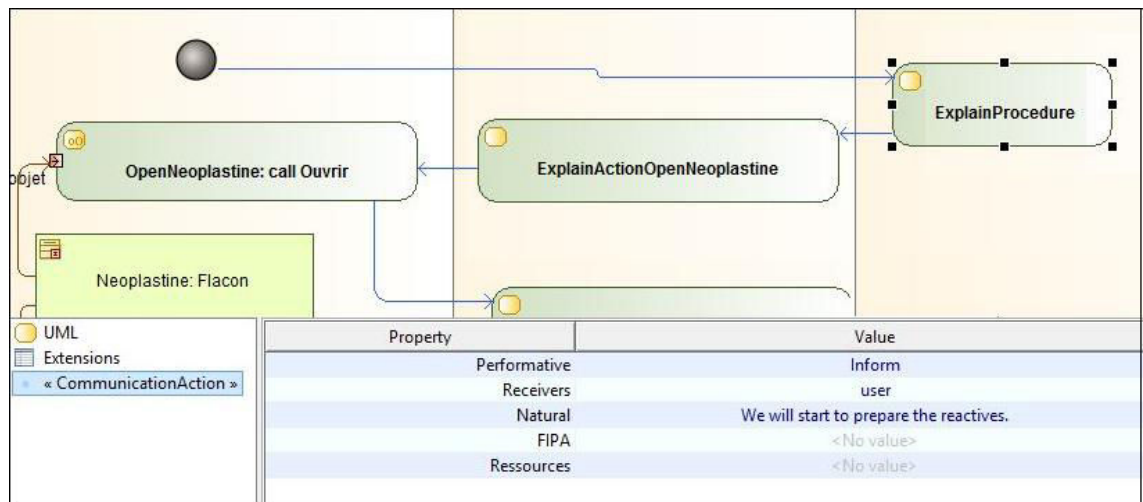 ExplainProcedure
OpenNeoplastine: call Ouvrir
ExplainActionOpenNeoplastine
objet
Neoplastine: Flacon
UML
Extensions
« CommunicationAction »
Property Value
Performative Inform
Receivers user
Natural We will start to prepare the reactives.
FIPA <No value>
Ressources <No value>